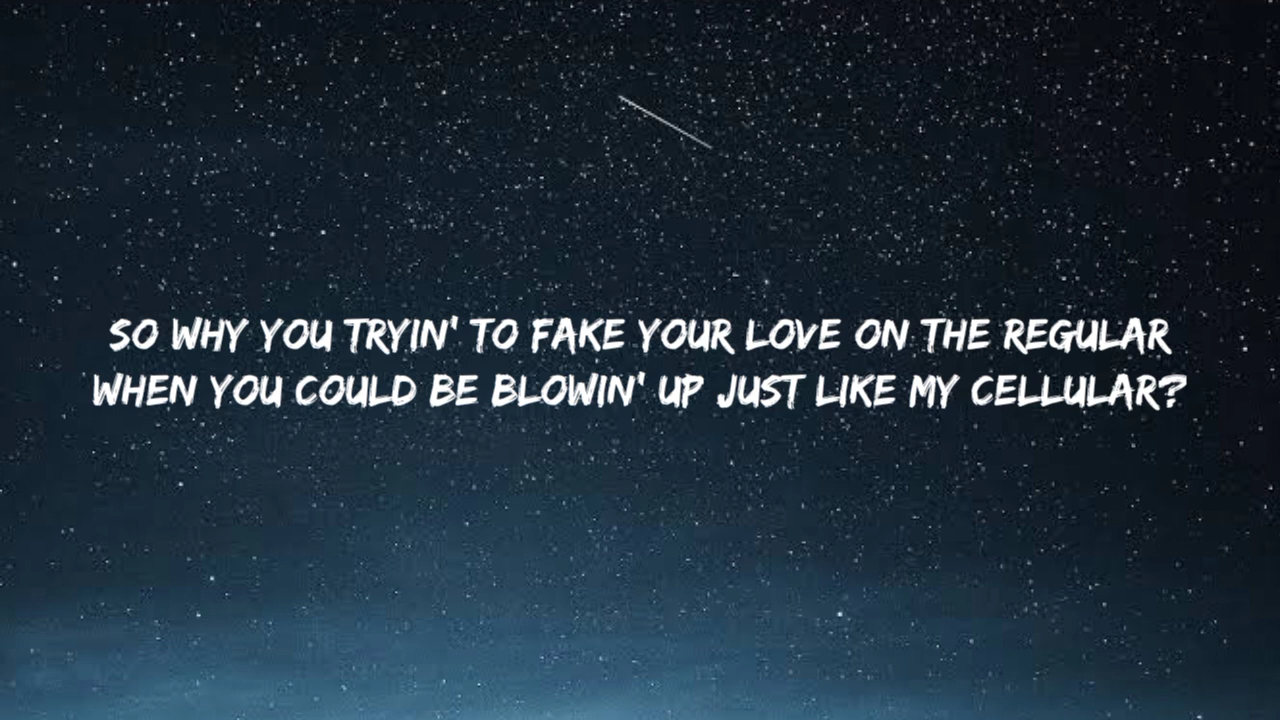 SO WHY YOU TRYIN' TO FAKE YOUR LOVE ON THE REGULAR
WHEN YOU COULD BE BLOWIN' UP JUST LIKE MY CELLULAR?